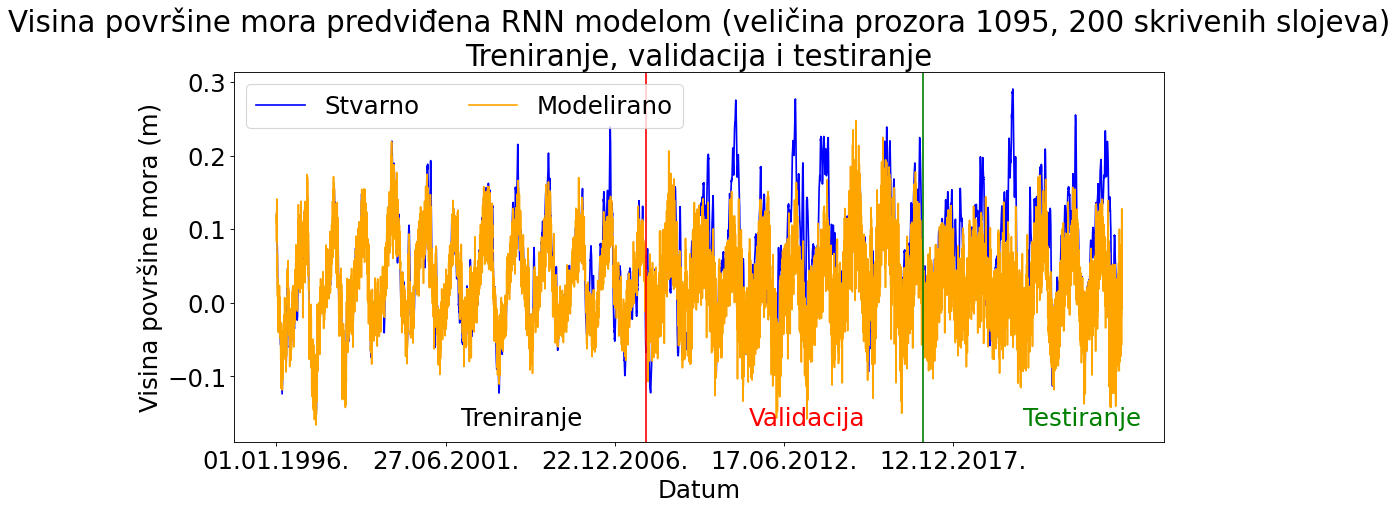 Visina površine mora predviđena RNN modelom (veličina prozora 1095, 200 skrivenih slojeva)
Treniranje, validacija i testiranje
Stvarno
Modelirano
Visina površine mora (m)
0.3
0.2
0.1
0.0
−0.1
Treniranje
Validacija
Testiranje
01.01.1996.
27.06.2001.
22.12.2006.
17.06.2012.
12.12.2017.
Datum